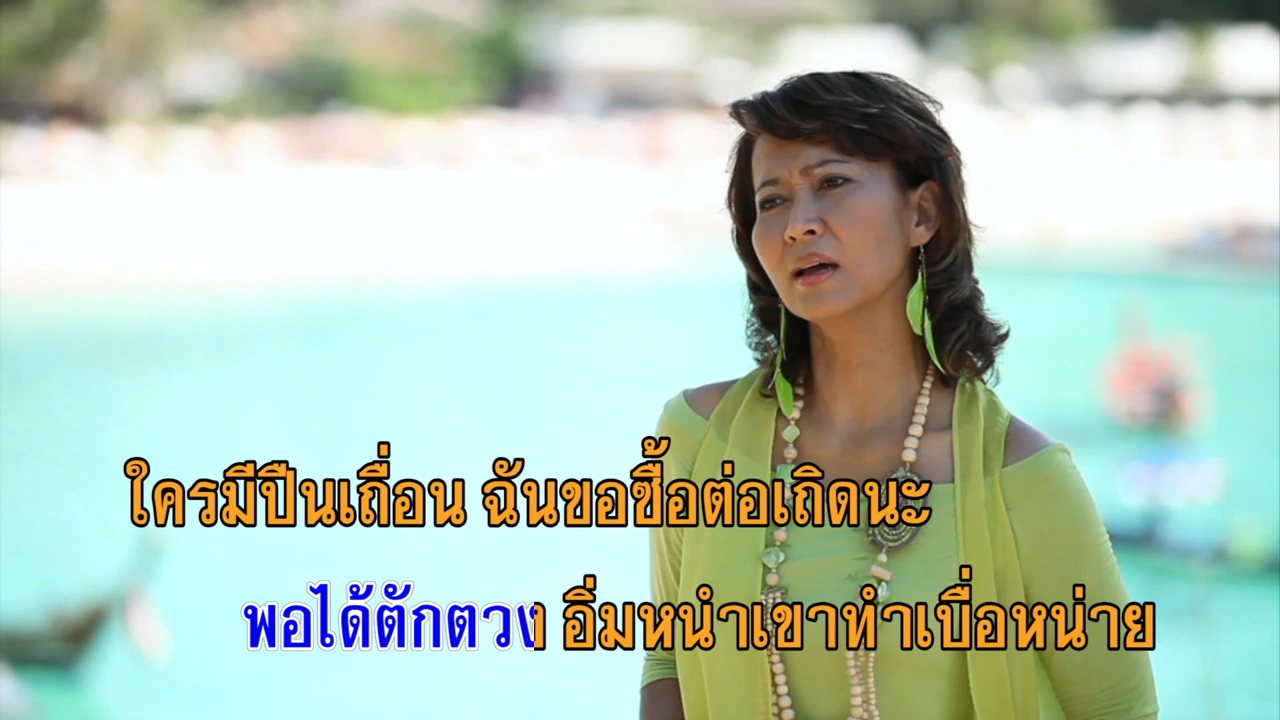 ใครมีปืนเถื่อน ฉันขอซื้อต่อเถิดนะ
พอได้ตักตวง อิ่มหนำเขาทำเบื่อหน่าย